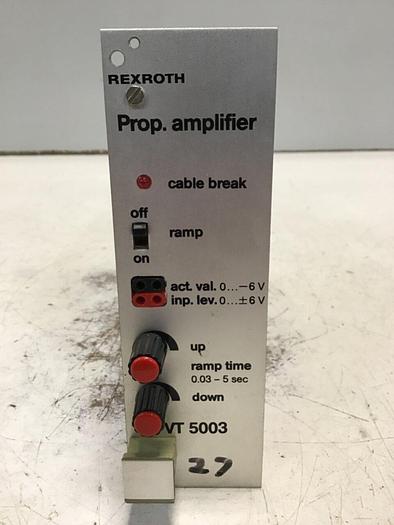 REXROTH
Prop. amplifier
cable break
off
ramp
on
act. val. 0...−6 V
inp. lev. 0...±6 V
up
ramp time
0.03 – 5 sec
down
VT 5003
27